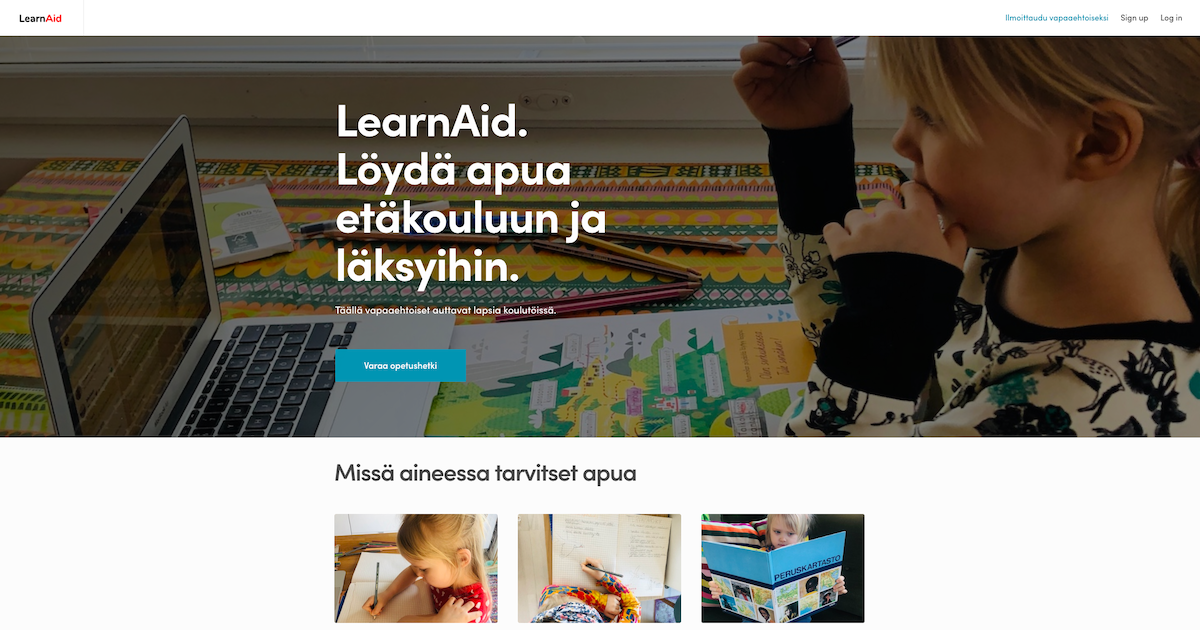 LearnAid
Ilmoittaudu vapaaehtoiseksi
Sign up
Log in
LearnAid.
Löydä apua
etäkouluun ja
läksyihin.
Täällä vapaaehtoiset auttavat lapsia koulutöissä.
Varaa opetushetki
Missä aineessa tarvitset apua
PERUSKARTASTO